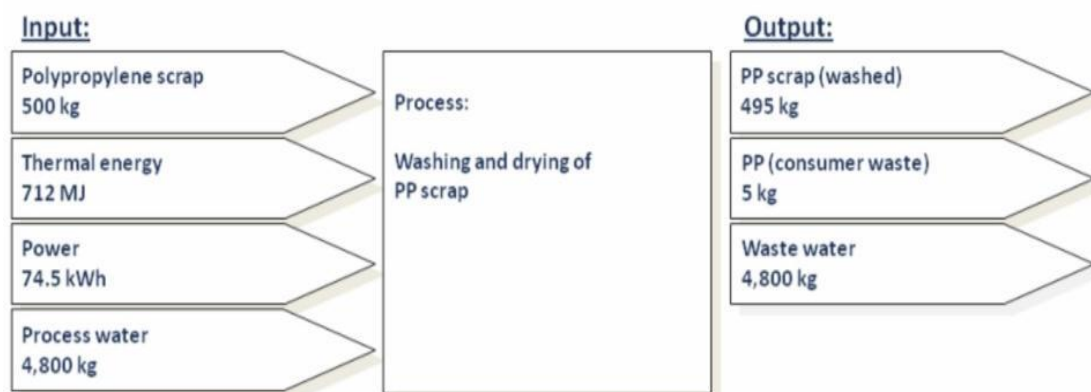 Input:
Polypropylene scrap
500 kg
Thermal energy
712 MJ
Power
74.5 kWh
Process water
4,800 kg
Process:
Washing and drying of
PP scrap
Output:
PP scrap (washed)
495 kg
PP (consumer waste)
5 kg
Waste water
4,800 kg